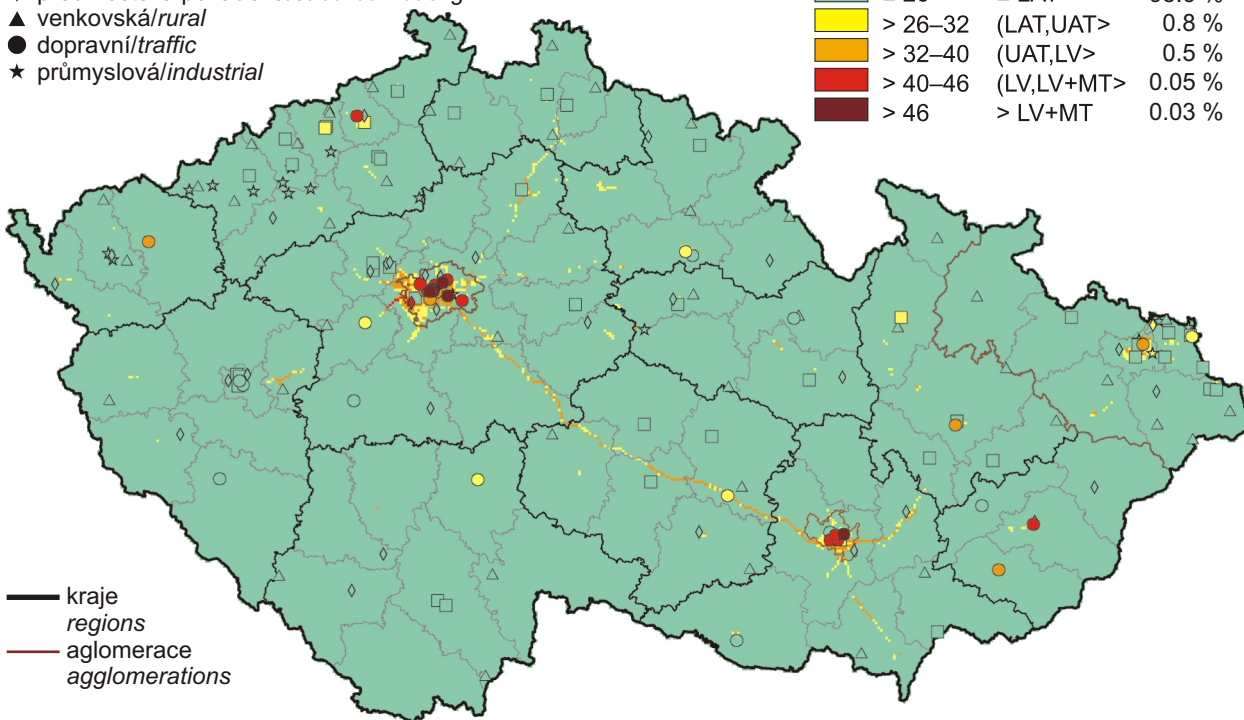 ▲ venkovská/rural
● dopravní/traffic
★ průmyslová/industrial
> 26–32 (LAT,UAT> 0.8 %
> 32–40 (UAT,LV> 0.5 %
> 40–46 (LV,LV+MT> 0.05 %
> 46 > LV+MT 0.03 %
kraje
regions
aglomerace
agglomerations